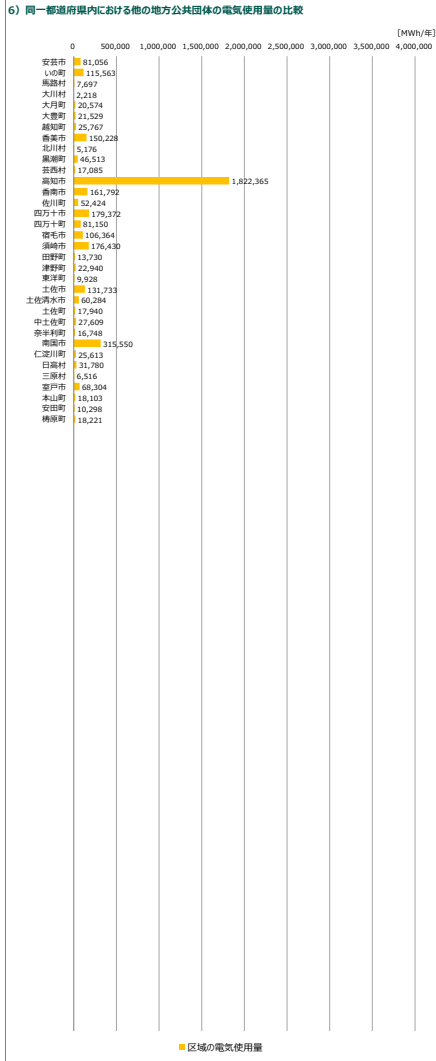 6）同一都道府県内における他の地方公共団体の電気使用量の比較
[MWh/年]
0 500,000 1,000,000 1,500,000 2,000,000 2,500,000 3,000,000 3,500,000 4,000,000
安芸市 81,056
いの町 115,563
馬路村 7,697
大川村 2,218
大月町 20,574
大豊町 21,529
越知町 25,767
香美市 150,228
北川村 5,176
黒潮町 46,513
芸西村 17,085
高知市 1,822,365
香南市 161,792
佐川町 52,424
四万十市 179,372
四万十町 81,150
宿毛市 106,364
須崎市 176,430
田野町 13,730
津野町 22,940
東洋町 9,928
土佐市 131,733
土佐清水市 60,284
土佐町 17,940
中土佐町 27,609
奈半利町 16,748
南国市 315,550
仁淀川町 25,613
日高村 31,780
三原村 6,516
室戸市 68,304
本山町 18,103
安田町 10,298
梼原町 18,221
区域の電気使用量